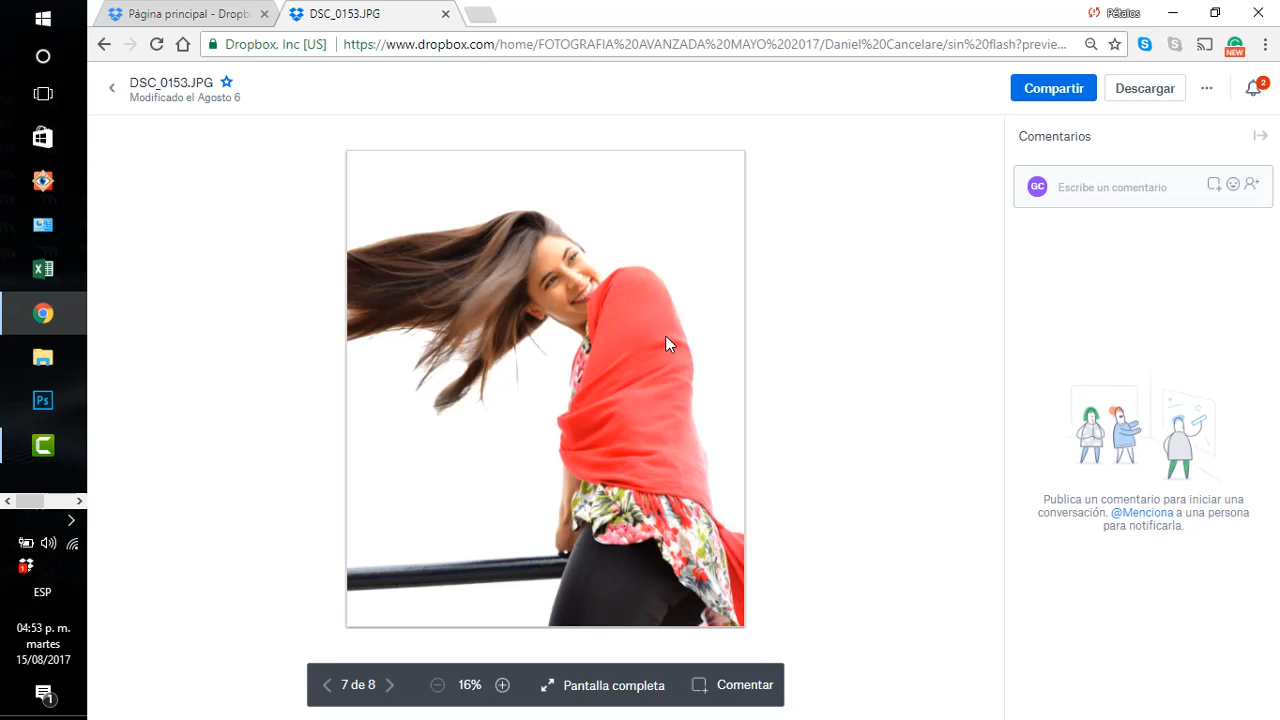 Página principal - Dropb
DSC_0153.JPG
Pétalos
Dropbox, Inc [US]
https://www.dropbox.com/home/FOTOGRAFIA%20AVANZADA%20MAYO%202017/Daniel%20Cancelare/sin%20flash?previe...
NEW
DSC_0153.JPG
Modificado el Agosto 6
Compartir
Descargar
2
Comentarios
GC
Escribe un comentario
Publica un comentario para iniciar una
conversación. @Menciona a una persona
para notificarla.
7 de 8
16%
Pantalla completa
Comentar
Ps
1
ESP
04:53 p. m.
martes
15/08/2017
1